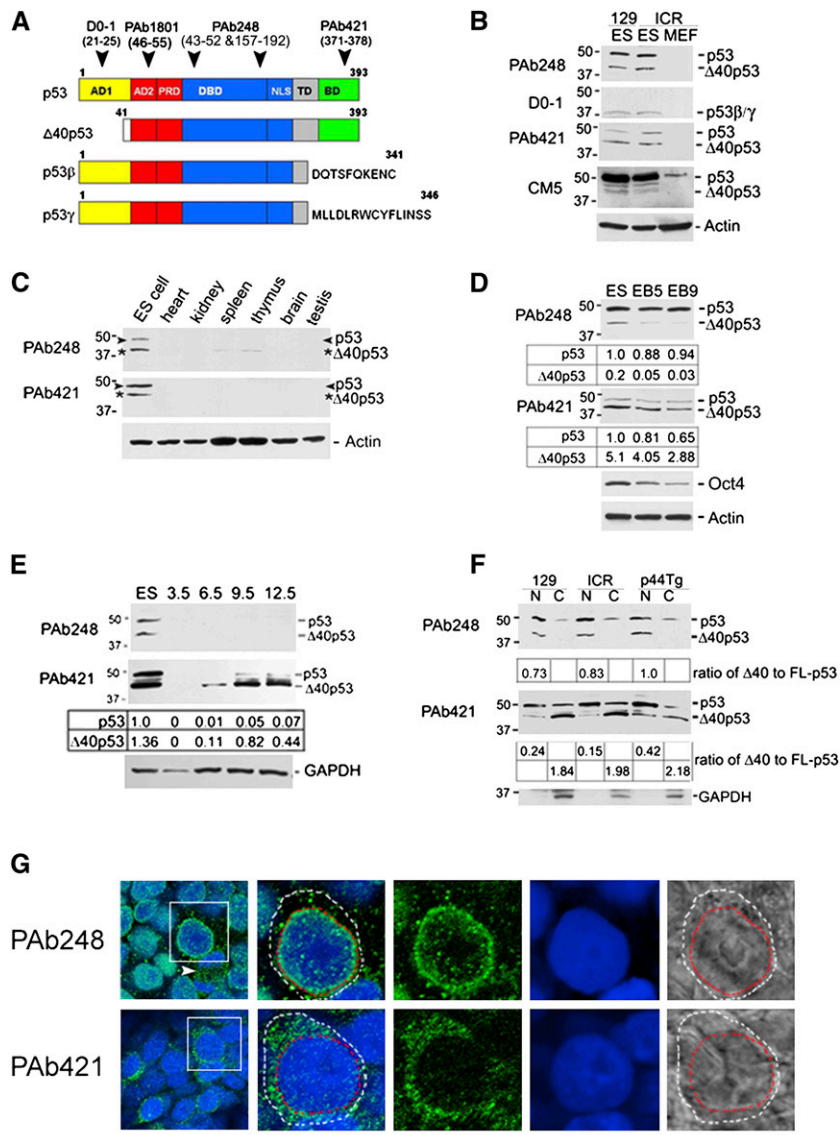 A
D0-1 PAb1801 PAb248 PAb421
(21-25) (46-55) (43-52 &157-192) (371-378)
1 393
p53 AD1 AD2 PRD DBD NLS TD BD
41 393
Δ40p53
1 341
p53β DQTSFQKENC
1 346
p53γ MLLDLRWCYFLINSS
B
129 ICR
ES ES MEF
PAb248 50- - p53
37- - Δ40p53
D0-1 - p53β/γ
PAb421 50- - p53
37- - Δ40p53
CM5 50- - p53
37- - Δ40p53
- Actin
C
ES cell heart kidney spleen thymus brain testis
PAb248 50- p53
37- * * Δ40p53
PAb421 50- p53
* * Δ40p53
37-
- Actin
D
ES EB5 EB9
PAb248 50- - p53
37- - Δ40p53
p53 1.0 0.88 0.94
Δ40p53 0.2 0.05 0.03
PAb421 50- - p53
37- - Δ40p53
p53 1.0 0.81 0.65
Δ40p53 5.1 4.05 2.88
- Oct4
- Actin
E
ES 3.5 6.5 9.5 12.5
PAb248 50- - p53
37- - Δ40p53
PAb421 50- - p53
37- - Δ40p53
p53 1.0 0 0.01 0.05 0.07
Δ40p53 1.36 0 0.11 0.82 0.44
- GAPDH
F
129 ICR p44Tg
N C N C N C
PAb248 50- - p53
37- - Δ40p53
0.73 0.83 1.0 ratio of Δ40 to FL-p53
PAb421 50- - p53
37- - Δ40p53
0.24 0.15 0.42 ratio of Δ40 to FL-p53
1.84 1.98 2.18
37- -GAPDH
G
PAb248
PAb421